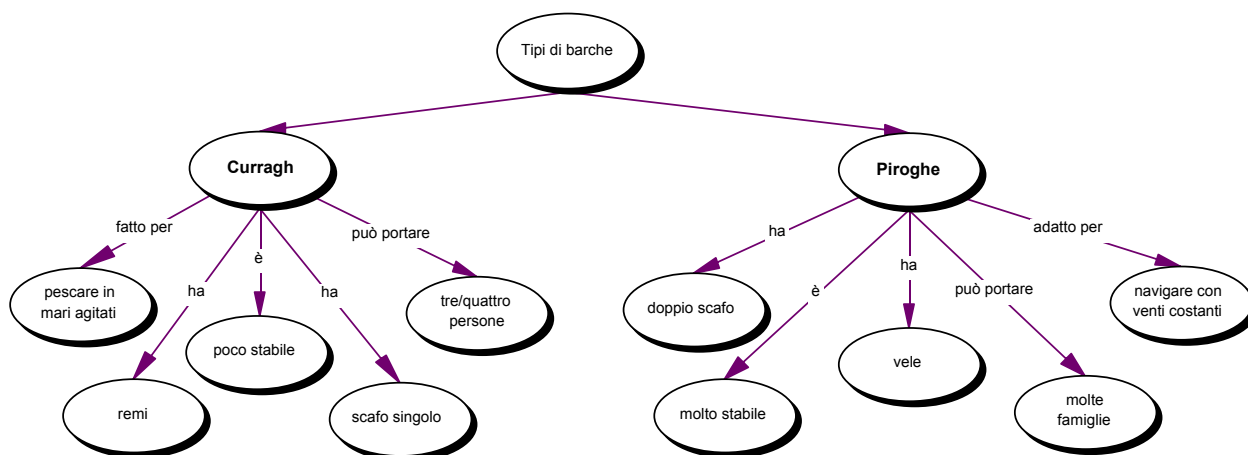 Tipi di barche
Curragh
Piroghe
fatto per
ha
è
ha
può portare
pescare in
mari agitati
remi
poco stabile
scafo singolo
tre/quattro
persone
ha
è
ha
può portare
adatto per
doppio scafo
molto stabile
vele
molte
famiglie
navigare con
venti costanti